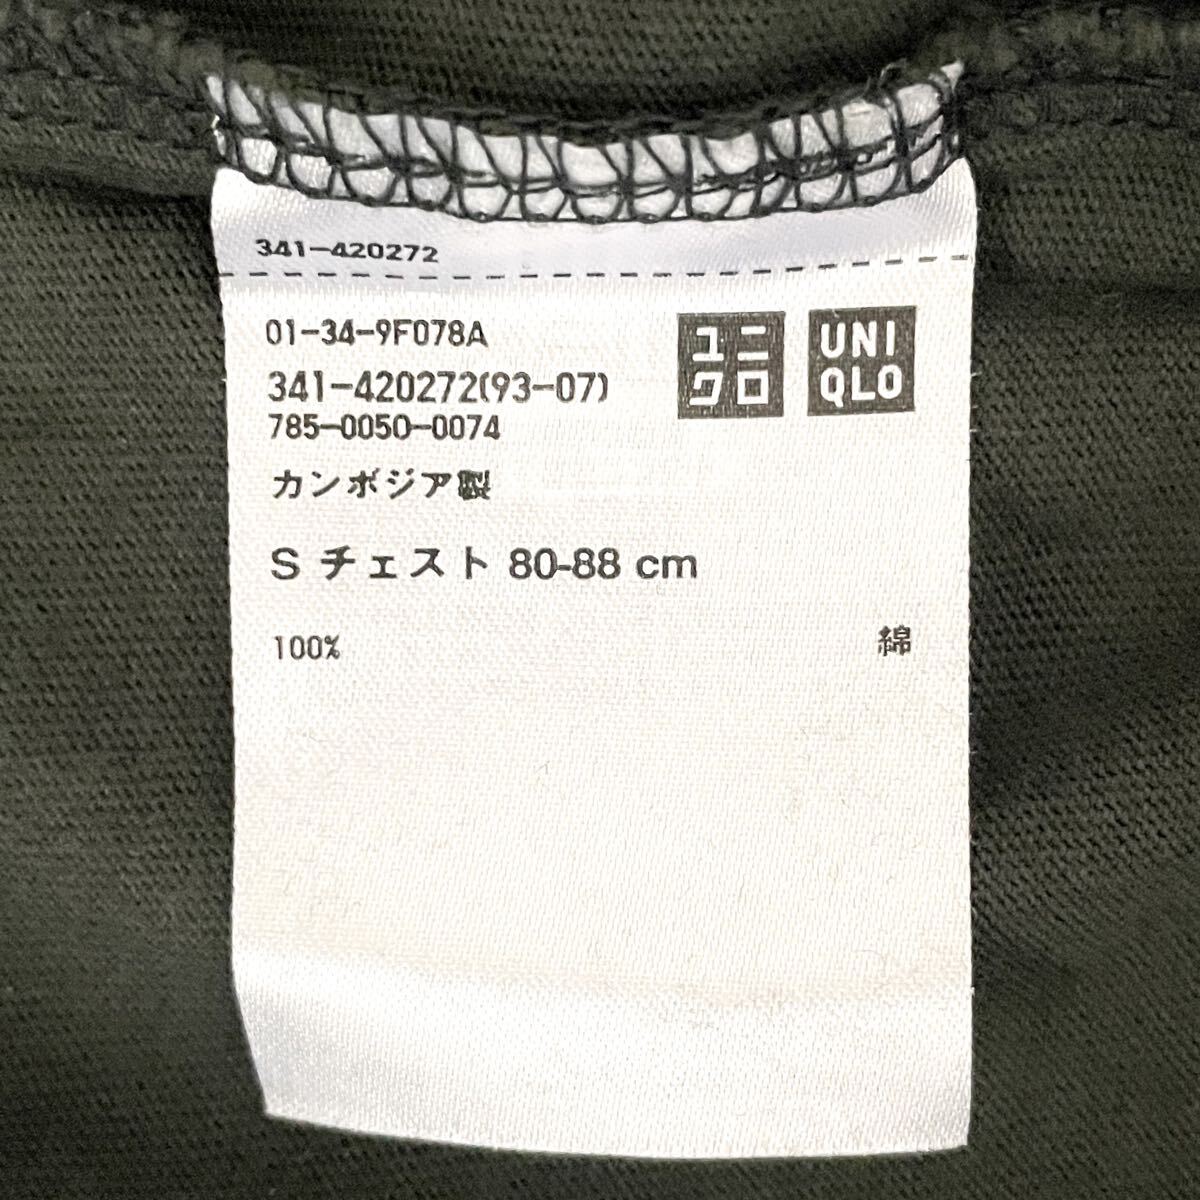 341-420272
01-34-9F078A
341-420272(93-07)
785-0050-0074
ユニ
クロ
UNI
QLO
カンボジア製
S チェスト 80-88 cm
100% 綿